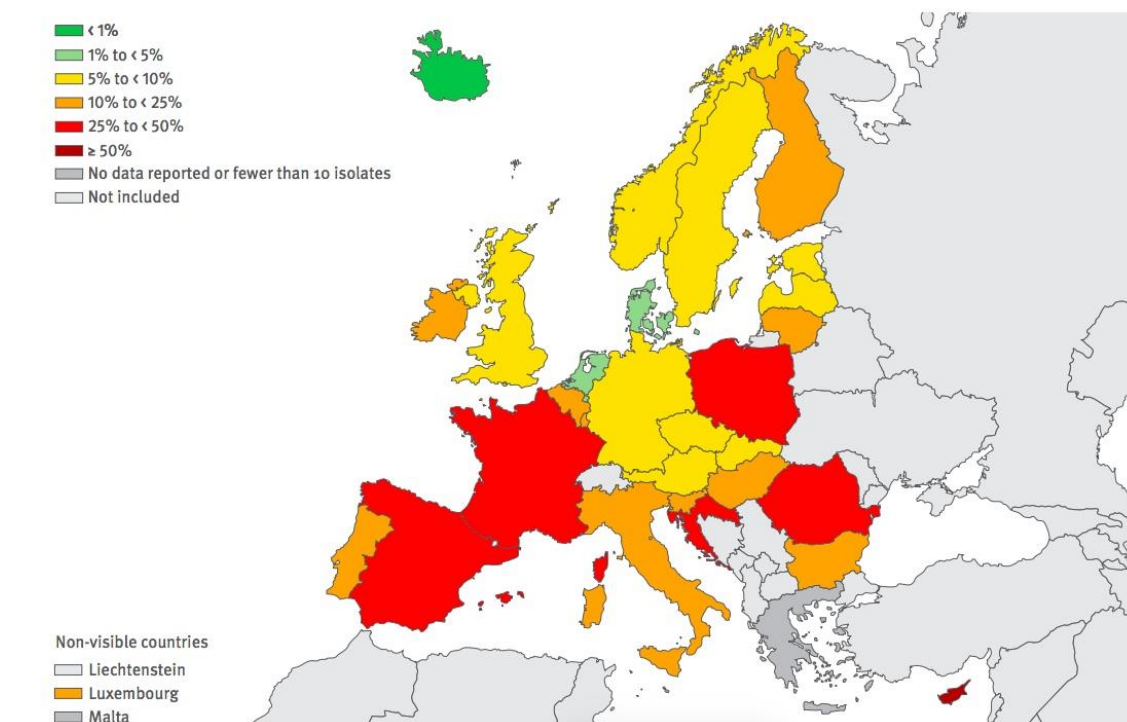 < 1%
1% to < 5%
5% to < 10%
10% to < 25%
25% to < 50%
≥ 50%
No data reported or fewer than 10 isolates
Not included
Non-visible countries
Liechtenstein
Luxembourg
Malta